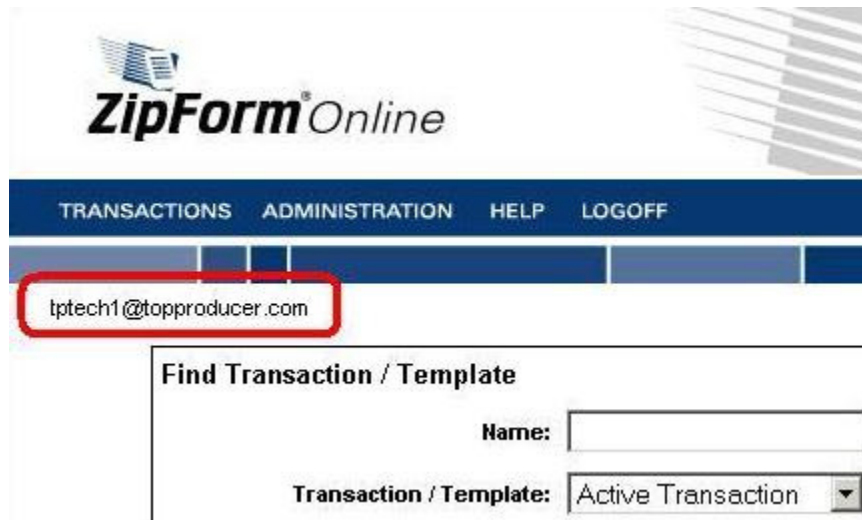 ZipForm® Online
TRANSACTIONS ADMINISTRATION HELP LOGOFF
tptech1@topproducer.com
Find Transaction / Template
Name:
Transaction / Template: Active Transaction